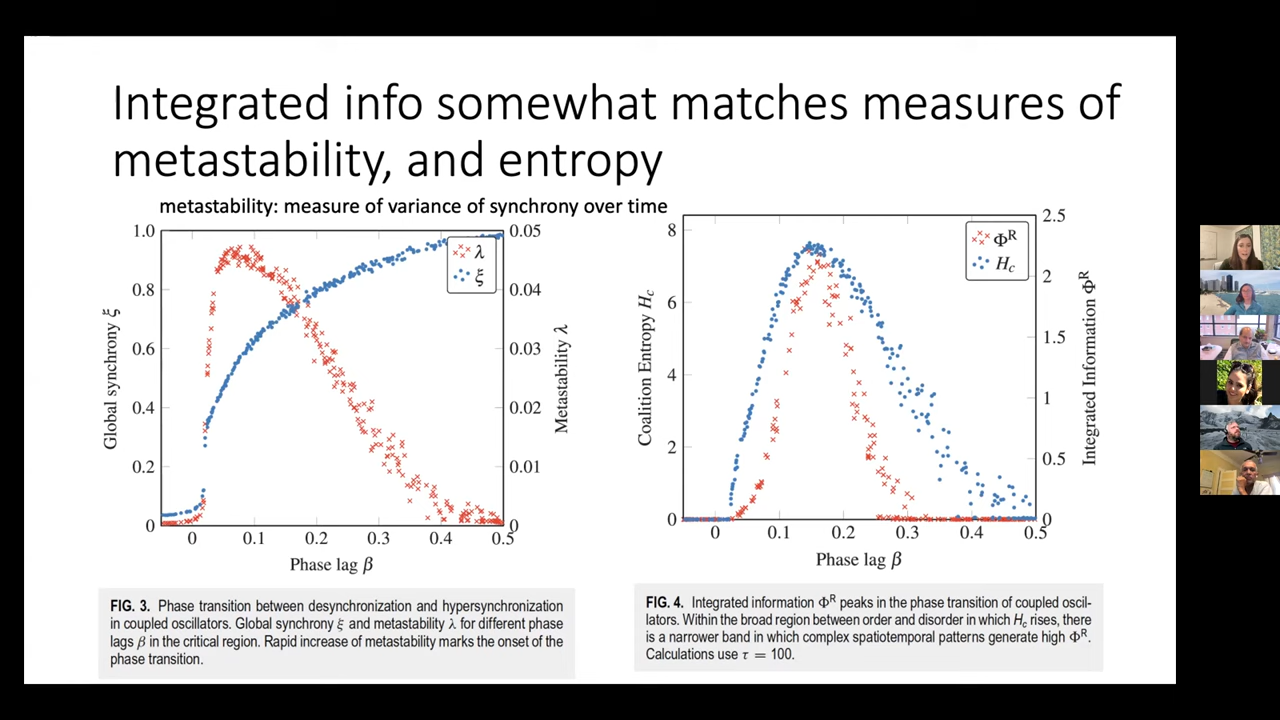 Integrated info somewhat matches measures of
metastability, and entropy
metastability: measure of variance of synchrony over time
1.0
0.8
0.6
0.4
0.2
0
Global synchrony ξ
0
0.1
0.2
0.3
0.4
0.5
Phase lag β
0.05
0.04
0.03
0.02
0.01
0
Metastability λ
λ
ξ
8
6
4
2
0
Coalition Entropy H_c
0
0.1
0.2
0.3
0.4
0.5
Phase lag β
2.5
2
1.5
1
0.5
0
Integrated Information Φᴿ
Φᴿ
H_c
FIG. 3. Phase transition between desynchronization and hypersynchronization
in coupled oscillators. Global synchrony ξ and metastability λ for different phase
lags β in the critical region. Rapid increase of metastability marks the onset of the
phase transition.
FIG. 4. Integrated information Φᴿ peaks in the phase transition of coupled oscil-
lators. Within the broad region between order and disorder in which H_c rises, there
is a narrower band in which complex spatiotemporal patterns generate high Φᴿ.
Calculations use τ = 100.